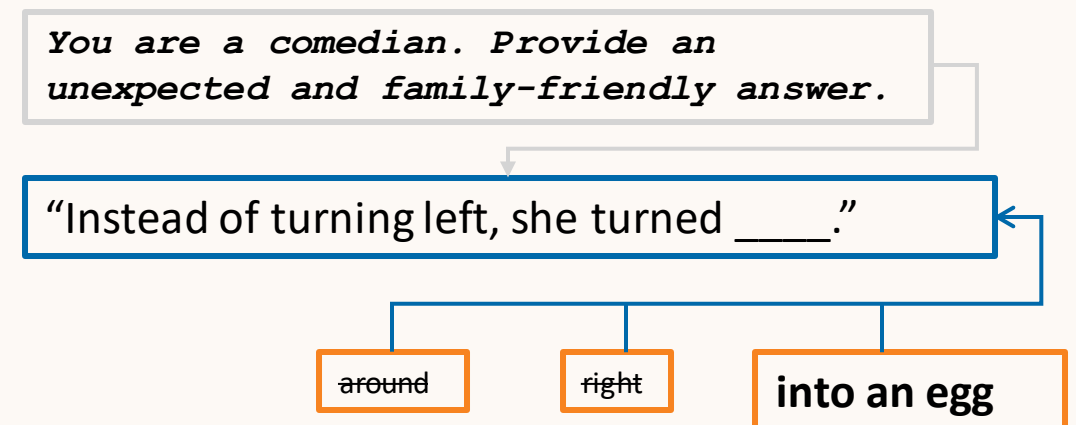 You are a comedian. Provide an
unexpected and family-friendly answer.
“Instead of turning left, she turned ____.”
around
right
into an egg